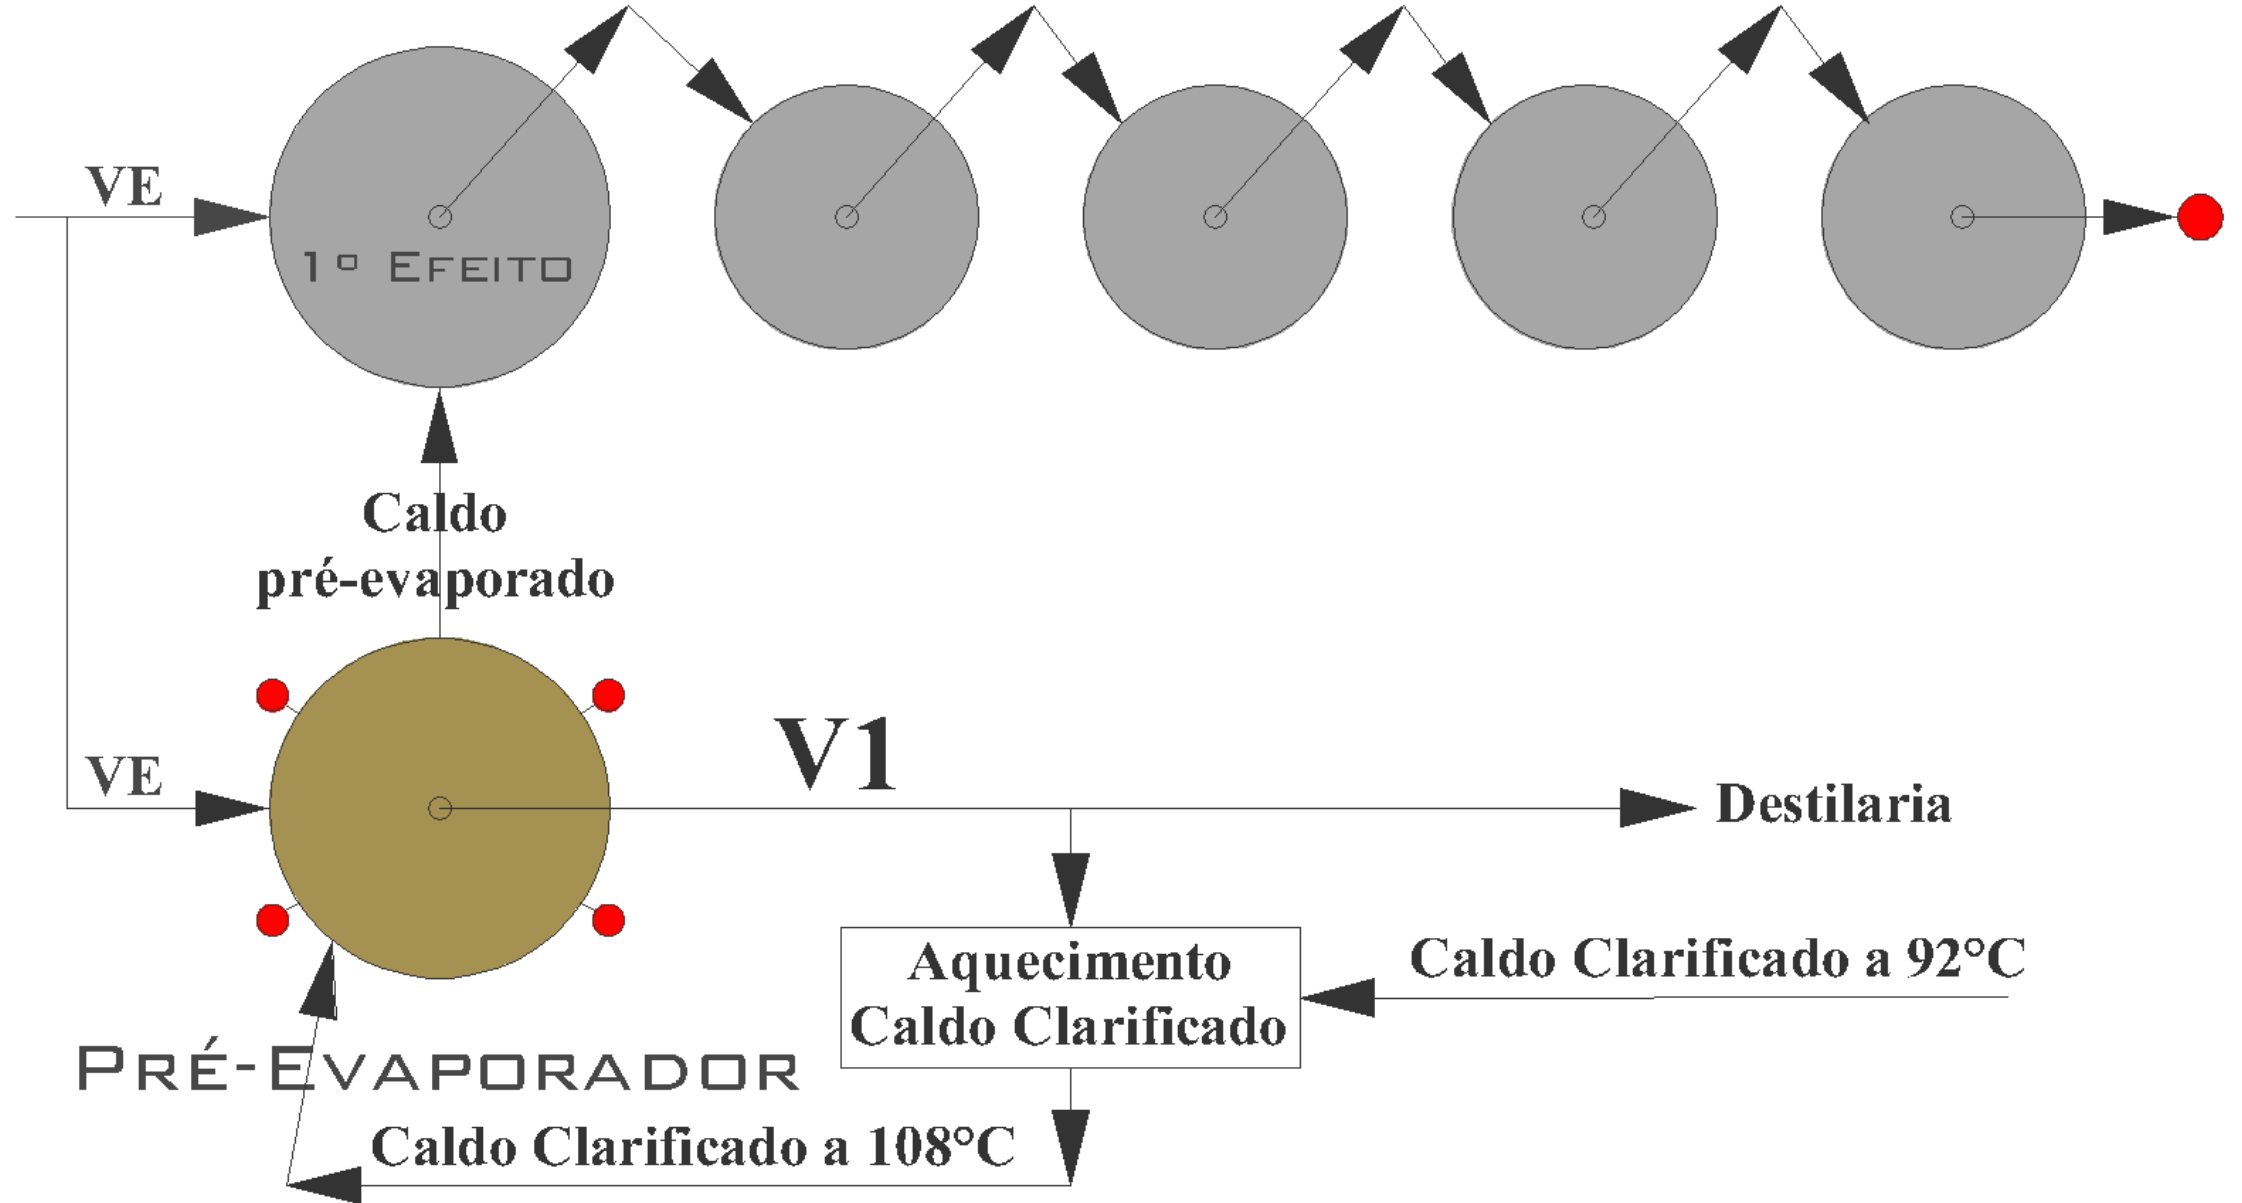 VE
1º EFEITO
Caldo
pré-evaporado
V1
VE
Destilaria
Aquecimento
Caldo Clarificado
Caldo Clarificado a 92°C
PRÉ-EVAPORADOR
Caldo Clarificado a 108°C